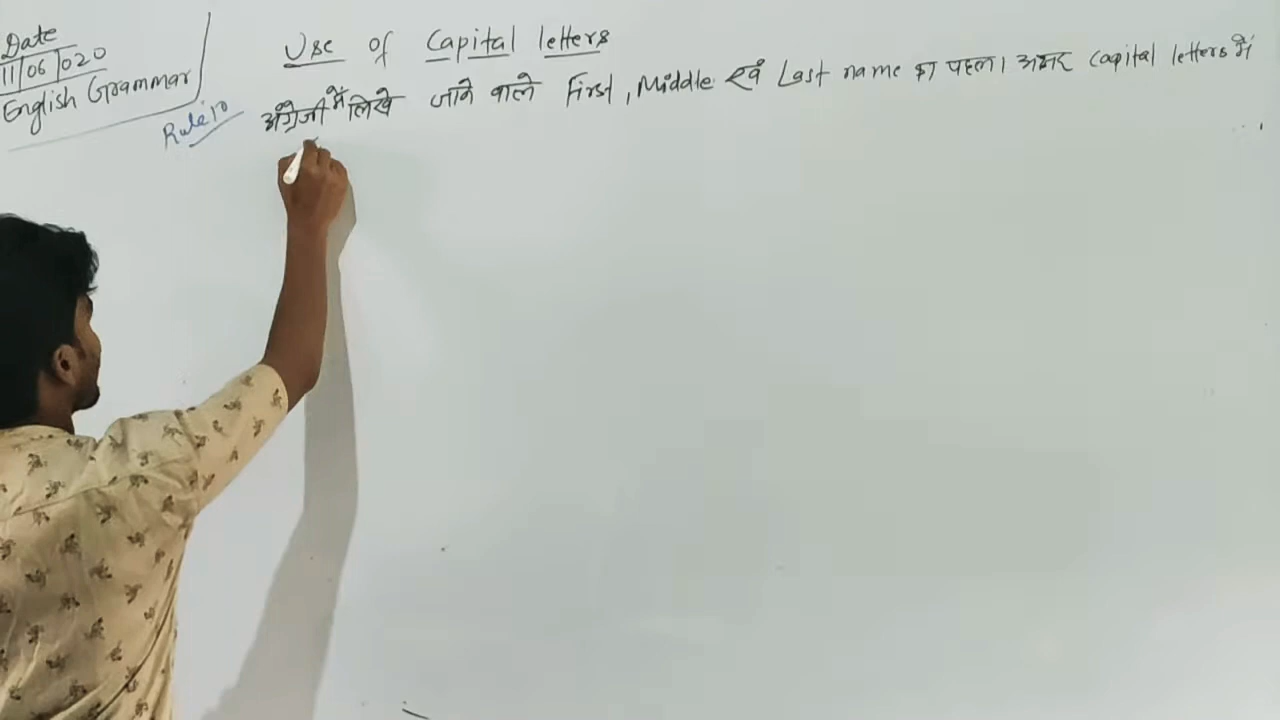 Date
11/06/020
English Grammar
Use of Capital letters
Rule 10
अंग्रेजी में लिखे जाने वाले First, Middle एवं Last name का पहला अक्षर Capital letters में